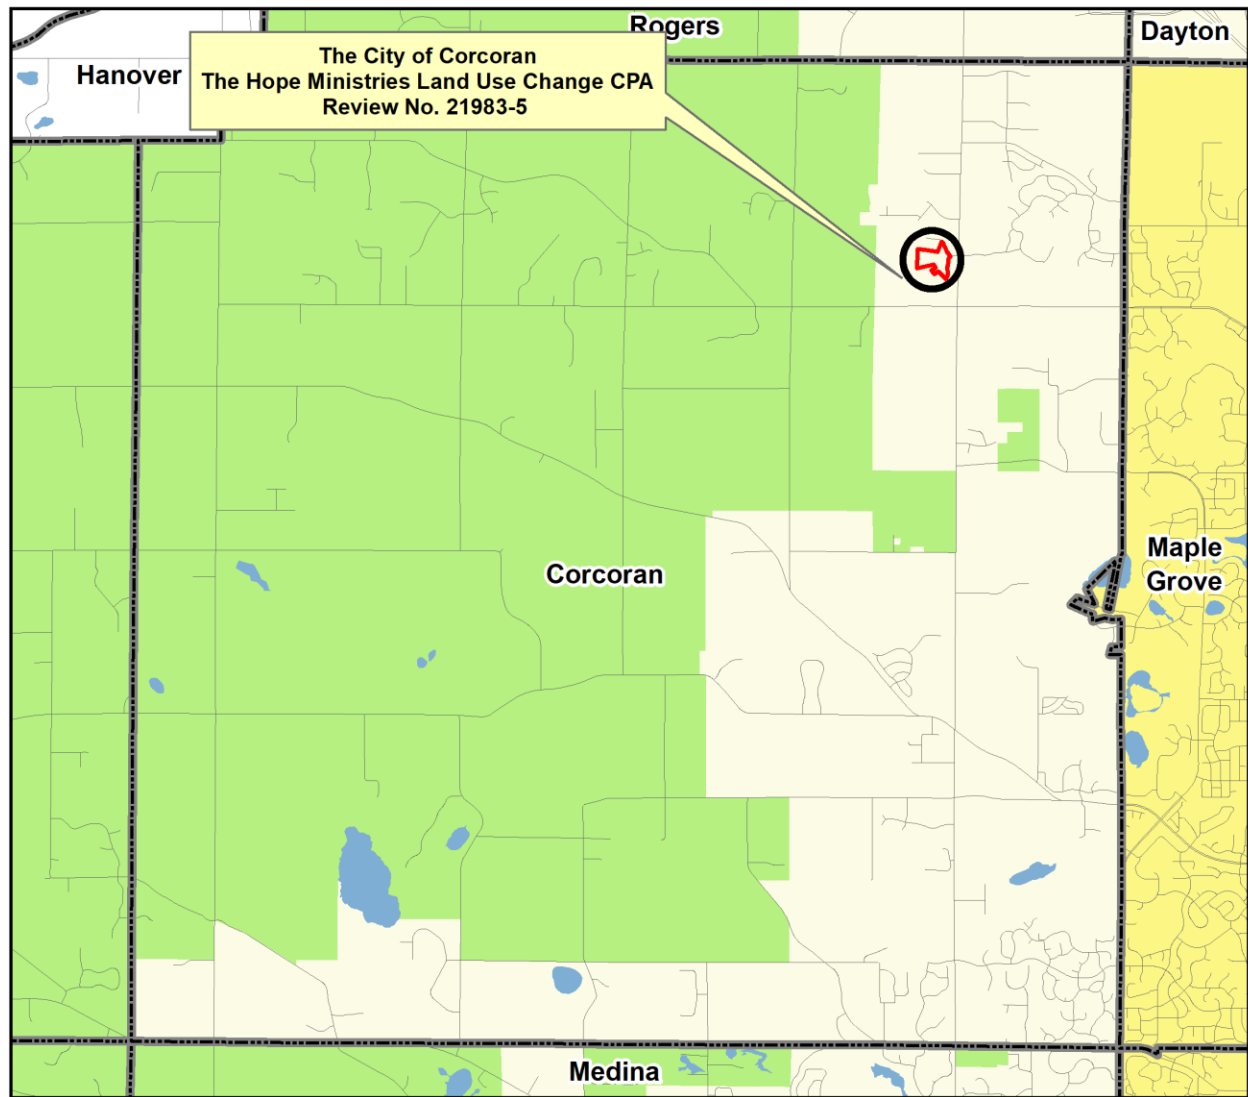 Rogers
Dayton
Hanover
The City of Corcoran
The Hope Ministries Land Use Change CPA
Review No. 21983-5
Corcoran
Maple
Grove
Medina